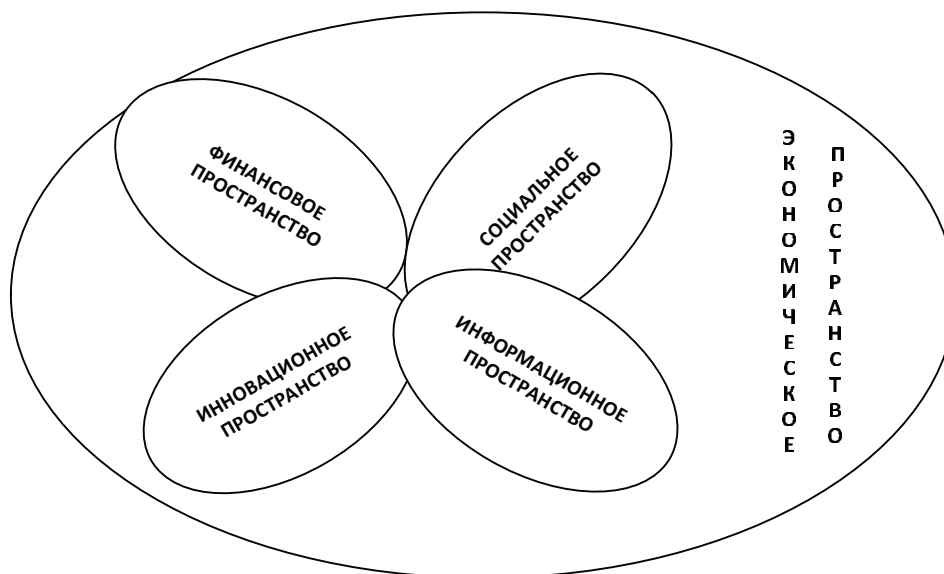 ФИНАНСОВОЕ
ПРОСТРАНСТВО
СОЦИАЛЬНОЕ
ПРОСТРАНСТВО
ИННОВАЦИОННОЕ
ПРОСТРАНСТВО
ИНФОРМАЦИОННОЕ
ПРОСТРАНСТВО
ЭКОНОМИЧЕСКОЕ
ПРОСТРАНСТВО